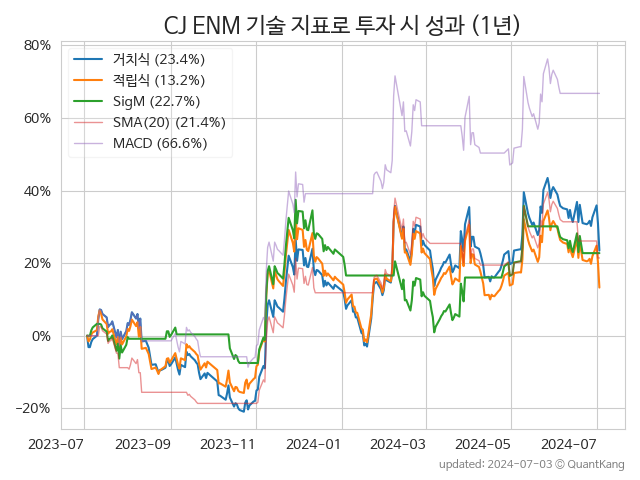 CJ ENM 기술 지표로 투자 시 성과 (1년)
80%
60%
40%
20%
0%
−20%
거치식 (23.4%)
적립식 (13.2%)
SigM (22.7%)
SMA(20) (21.4%)
MACD (66.6%)
2023-07
2023-09
2023-11
2024-01
2024-03
2024-05
2024-07
updated: 2024-07-03 © QuantKang